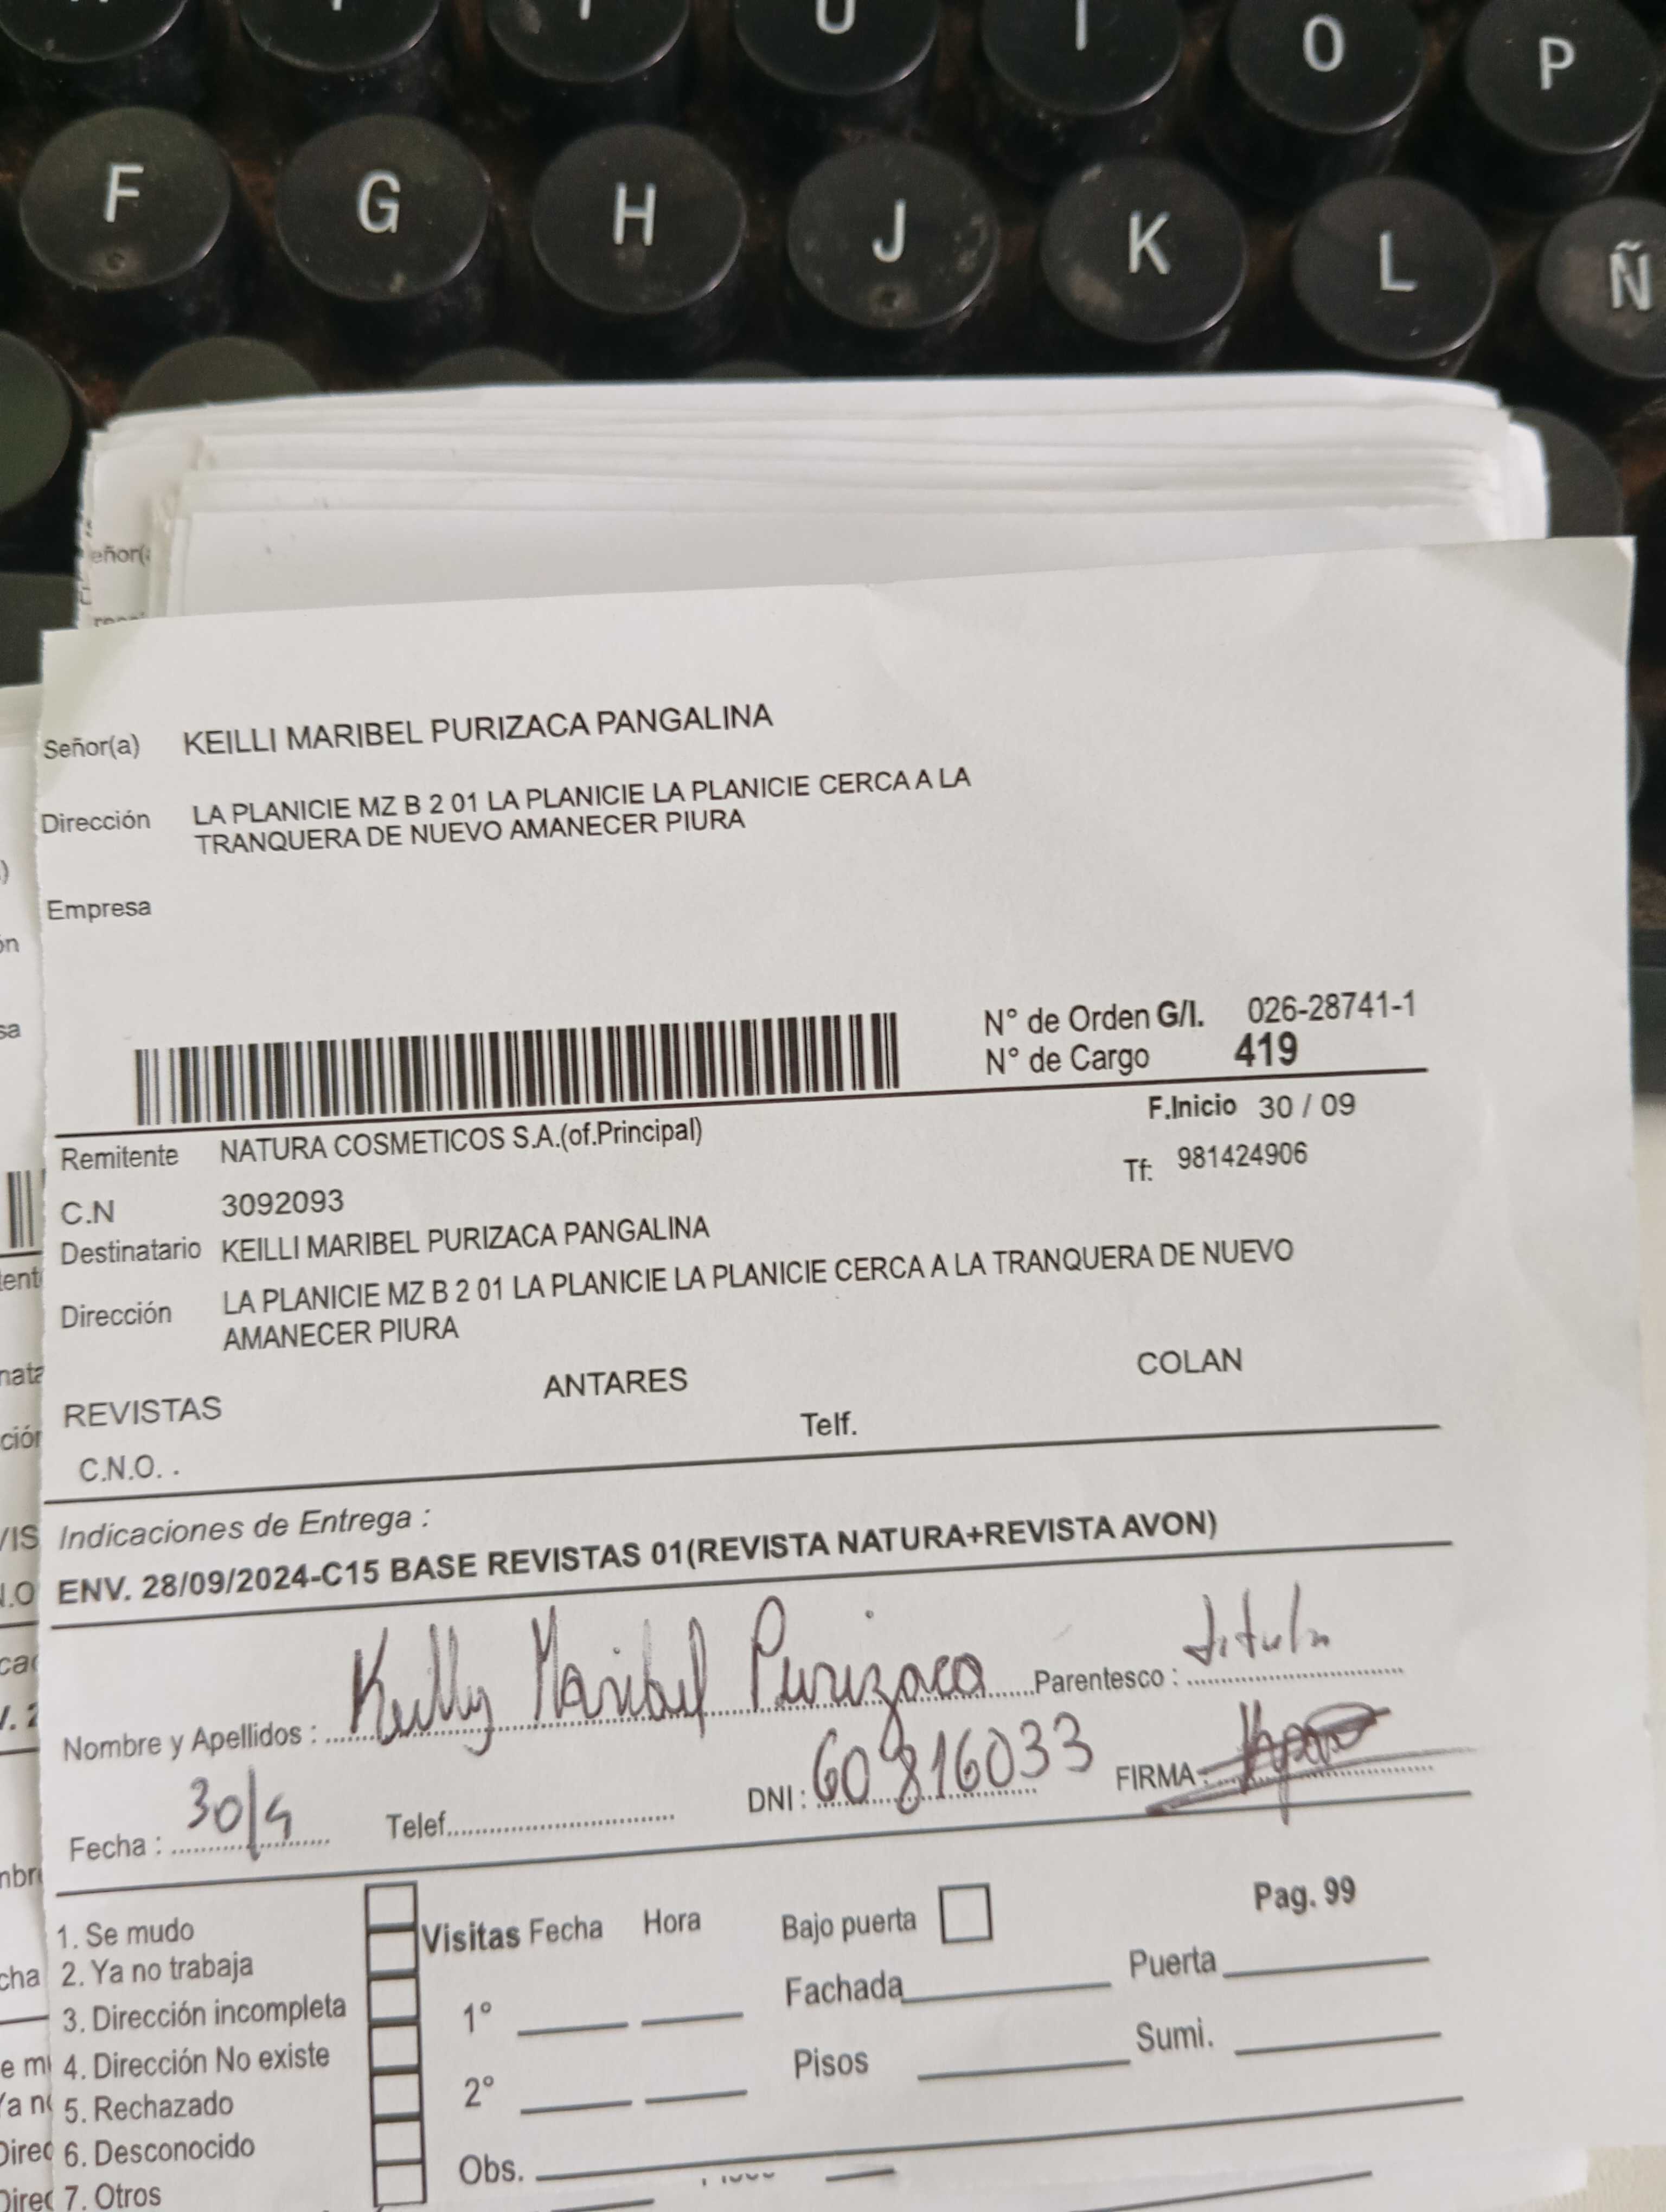 U I O P
F G H J K L Ñ
Señor(a) KEILLI MARIBEL PURIZACA PANGALINA
Dirección LA PLANICIE MZ B 2 01 LA PLANICIE LA PLANICIE CERCA A LA
TRANQUERA DE NUEVO AMANECER PIURA
Empresa
N° de Orden G/I. 026-28741-1
N° de Cargo 419
F.Inicio 30 / 09
Remitente NATURA COSMETICOS S.A.(of.Principal)
Tf: 981424906
C.N 3092093
Destinatario KEILLI MARIBEL PURIZACA PANGALINA
Dirección LA PLANICIE MZ B 2 01 LA PLANICIE LA PLANICIE CERCA A LA TRANQUERA DE NUEVO
AMANECER PIURA
REVISTAS ANTARES COLAN
C.N.O. . Telf.
Indicaciones de Entrega :
ENV. 28/09/2024-C15 BASE REVISTAS 01(REVISTA NATURA+REVISTA AVON)
Nombre y Apellidos : Keilly Maribel Purizaca Parentesco : titular
Fecha : 30/9 Telef. DNI : 60816033 FIRMA :
Pag. 99
1. Se mudo Visitas Fecha Hora Bajo puerta
2. Ya no trabaja Fachada Puerta
3. Dirección incompleta 1°
4. Dirección No existe Pisos Sumi.
5. Rechazado 2°
6. Desconocido Obs.
7. Otros